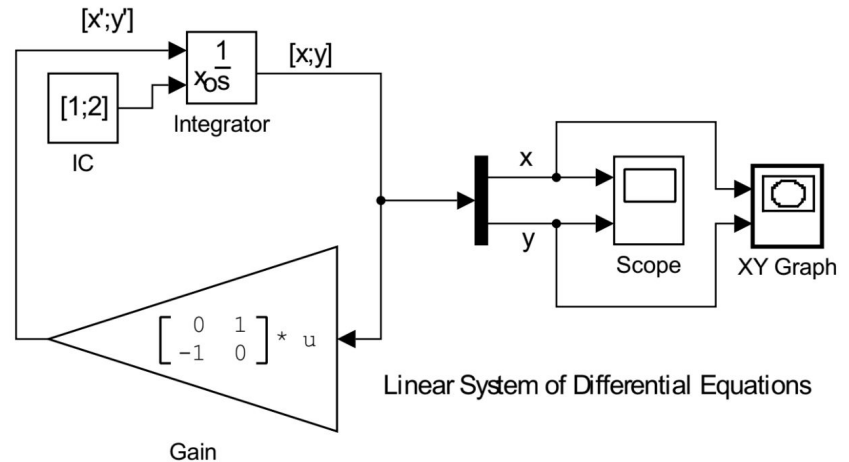 [x';y']
1
x₀ s
[x;y]
[1;2]
Integrator
IC
x
y
Scope
XY Graph
[ 0 1
-1 0 ] * u
Linear System of Differential Equations
Gain